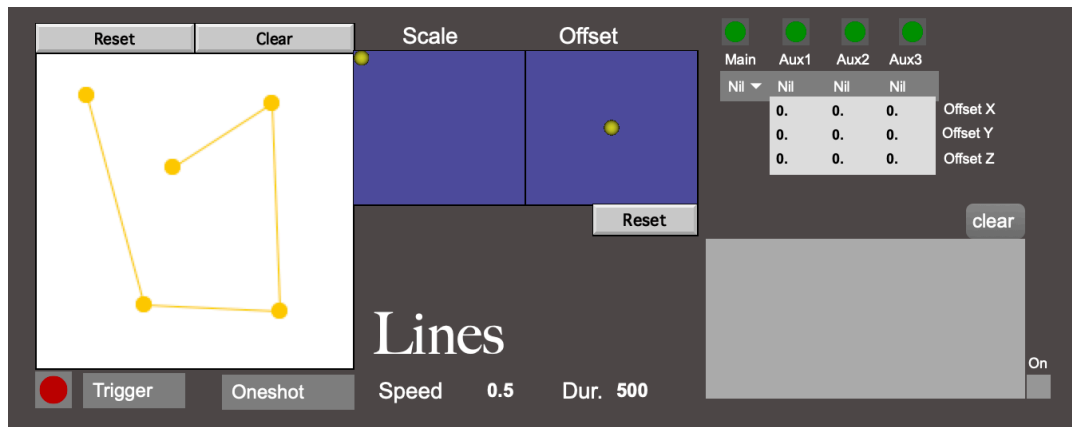 Reset Clear
Scale Offset
Main Aux1 Aux2 Aux3
Nil Nil Nil Nil
0. 0. 0. Offset X
0. 0. 0. Offset Y
0. 0. 0. Offset Z
Reset
clear
Lines
On
Trigger Oneshot
Speed 0.5 Dur. 500